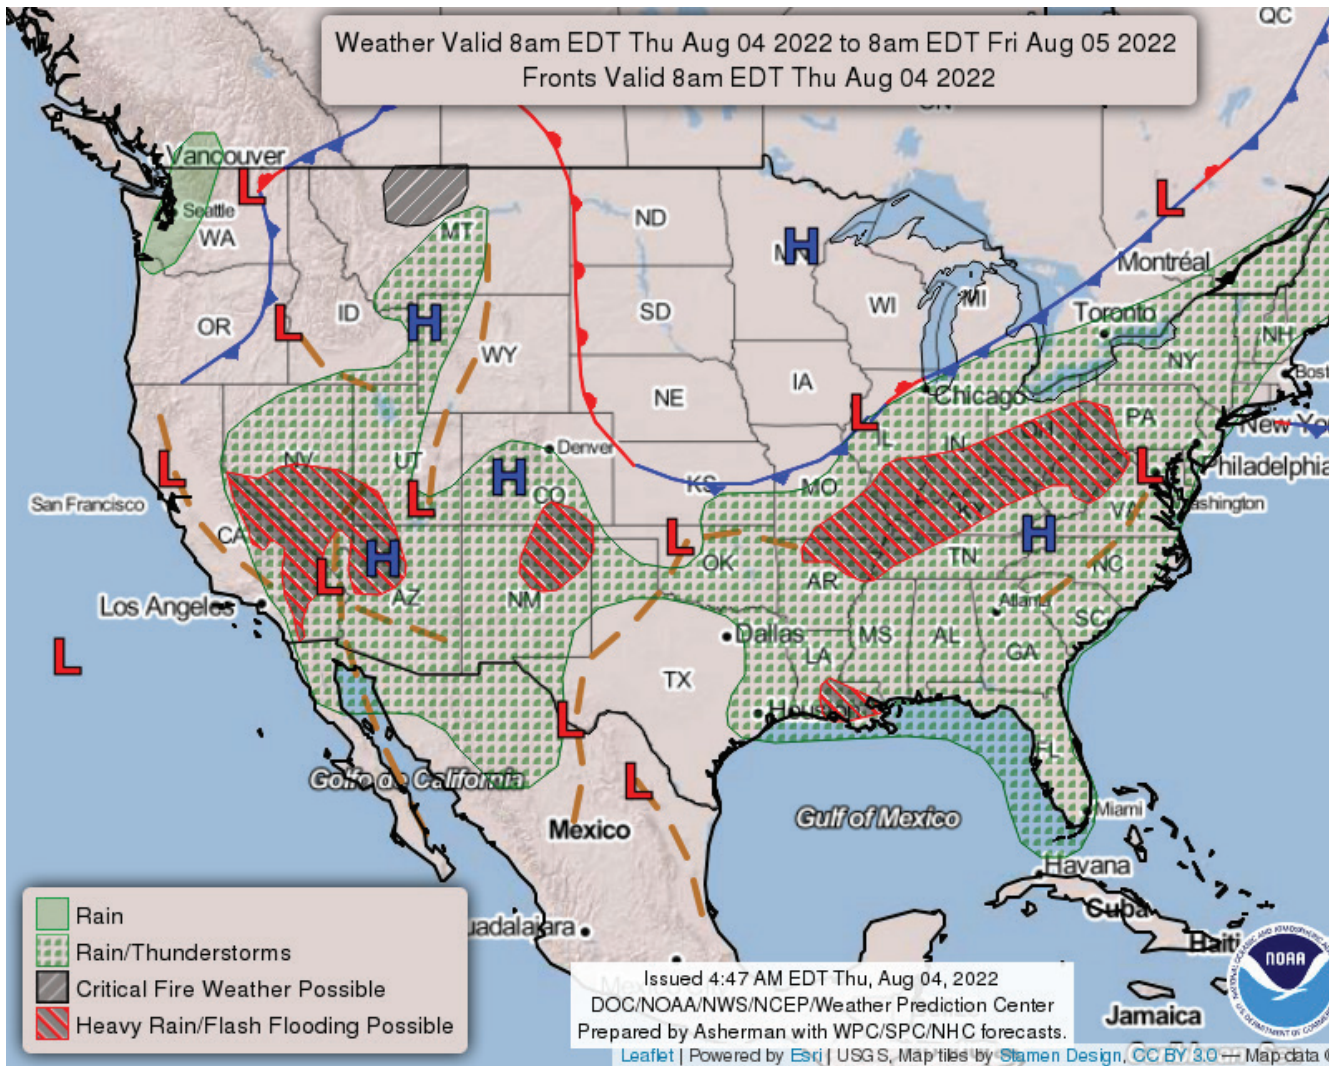 QC
Weather Valid 8am EDT Thu Aug 04 2022 to 8am EDT Fri Aug 05 2022
Fronts Valid 8am EDT Thu Aug 04 2022
Vancouver
L
L
Seattle
WA
MT
ND
H
Montréal
OR
L
ID
H
SD
WI
MI
Toronto
NH
WY
NY
IA
NE
Chicago
PA
L
IL
IN
OH
Denver
NV
UT
H
CO
KS
MO
L
Philadelphia
San Francisco
L
L
KY
VA
CA
H
L
OK
TN
H
NC
L
AZ
NM
AR
Atlanta
SC
Los Angeles
Dallas
MS
AL
GA
LA
L
TX
Houston
L
FL
Golfo de California
L
Miami
Mexico
Gulf of Mexico
Havana
Cuba
Haiti
Jamaica
Rain
Rain/Thunderstorms
Critical Fire Weather Possible
Heavy Rain/Flash Flooding Possible
uadalajara
NOAA
Issued 4:47 AM EDT Thu, Aug 04, 2022
DOC/NOAA/NWS/NCEP/Weather Prediction Center
Prepared by Asherman with WPC/SPC/NHC forecasts.
Leaflet | Powered by Esri | USGS, Map tiles by Stamen Design, CC BY 3.0 — Map data ©